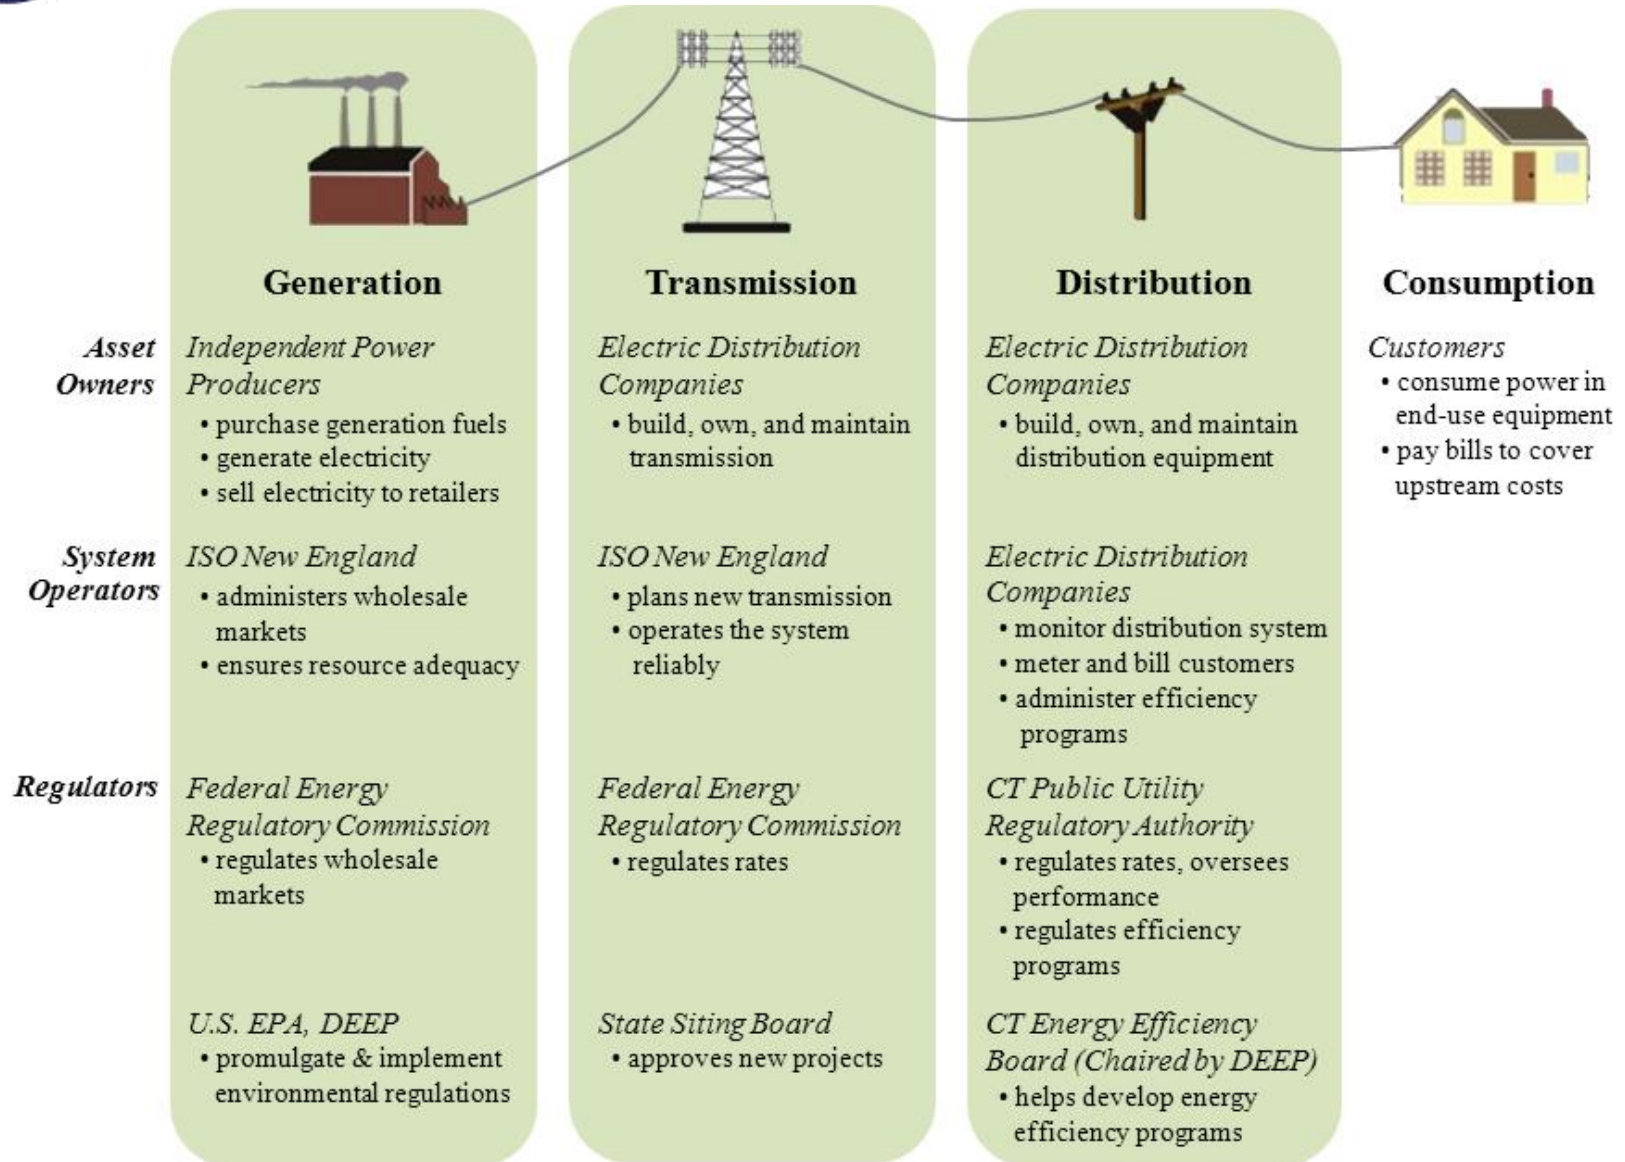 Generation
Transmission
Distribution
Consumption
Asset
Owners
Independent Power
Producers
• purchase generation fuels
• generate electricity
• sell electricity to retailers
Electric Distribution
Companies
• build, own, and maintain
transmission
Electric Distribution
Companies
• build, own, and maintain
distribution equipment
Customers
• consume power in
end-use equipment
• pay bills to cover
upstream costs
System
Operators
ISO New England
• administers wholesale
markets
• ensures resource adequacy
ISO New England
• plans new transmission
• operates the system
reliably
Electric Distribution
Companies
• monitor distribution system
• meter and bill customers
• administer efficiency
programs
Regulators
Federal Energy
Regulatory Commission
• regulates wholesale
markets
Federal Energy
Regulatory Commission
• regulates rates
CT Public Utility
Regulatory Authority
• regulates rates, oversees
performance
• regulates efficiency
programs
U.S. EPA, DEEP
• promulgate & implement
environmental regulations
State Siting Board
• approves new projects
CT Energy Efficiency
Board (Chaired by DEEP)
• helps develop energy
efficiency programs